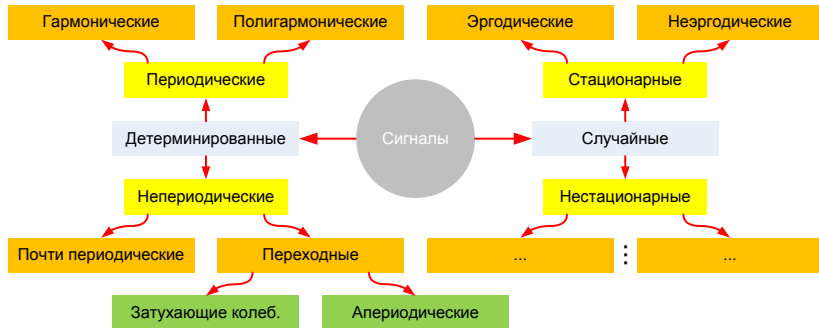 Гармонические
Полигармонические
Эргодические
Неэргодические
Периодические
Стационарные
Детерминированные
Сигналы
Случайные
Непериодические
Нестационарные
Почти периодические
Переходные
...
⋮
...
Затухающие колеб.
Апериодические